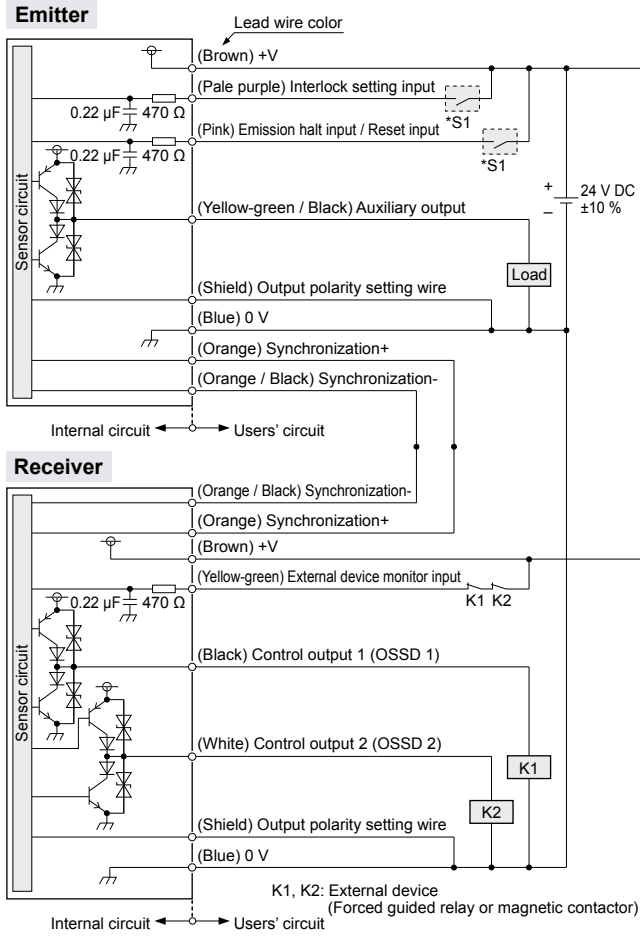 Emitter
Lead wire color
(Brown) +V
(Pale purple) Interlock setting input
0.22 µF
470 Ω
*S1
(Pink) Emission halt input / Reset input
0.22 µF
470 Ω
*S1
+
−
24 V DC
±10 %
Sensor circuit
(Yellow-green / Black) Auxiliary output
Load
(Shield) Output polarity setting wire
(Blue) 0 V
(Orange) Synchronization+
(Orange / Black) Synchronization-
Internal circuit
Users' circuit
Receiver
(Orange / Black) Synchronization-
(Orange) Synchronization+
(Brown) +V
(Yellow-green) External device monitor input
0.22 µF
470 Ω
K1 K2
Sensor circuit
(Black) Control output 1 (OSSD 1)
(White) Control output 2 (OSSD 2)
K1
K2
(Shield) Output polarity setting wire
(Blue) 0 V
K1, K2: External device
(Forced guided relay or magnetic contactor)
Internal circuit
Users' circuit